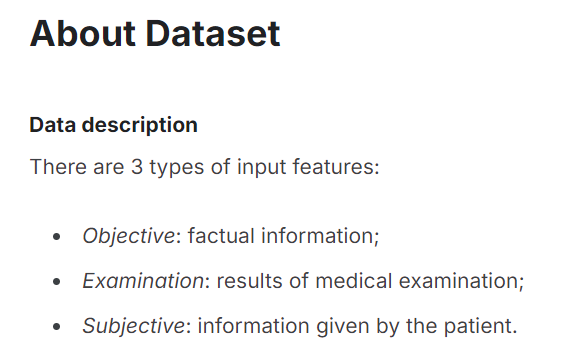 About Dataset
Data description
There are 3 types of input features:
• Objective: factual information;
• Examination: results of medical examination;
• Subjective: information given by the patient.